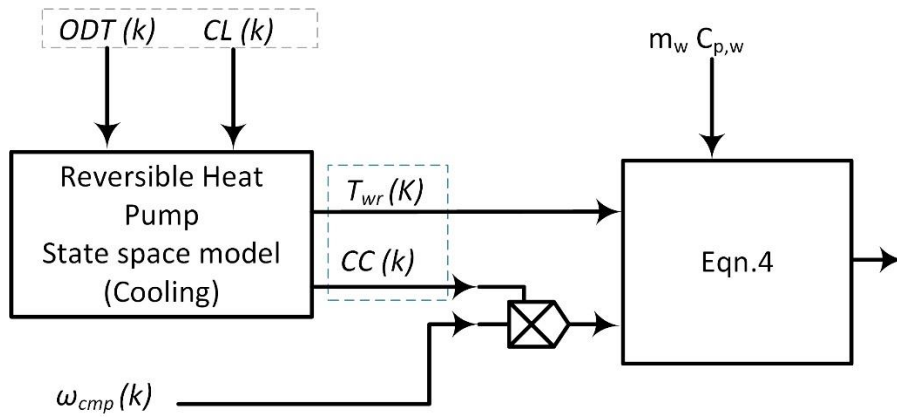 ODT (k) CL (k)
m_w C_p,w
Reversible Heat
Pump
State space model
(Cooling)
T_wr (K)
CC (k)
Eqn.4
ω_cmp (k)